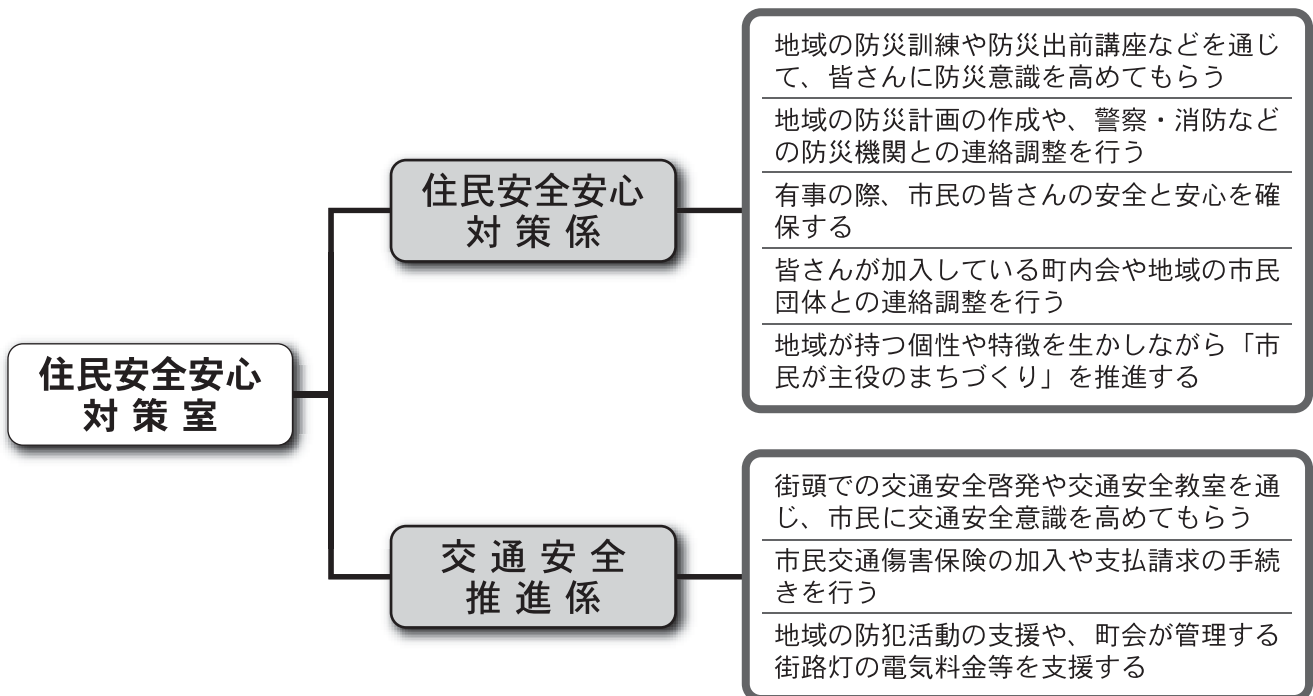 住民安全安心
対策室
住民安全安心
対策係
地域の防災訓練や防災出前講座などを通じ
て、皆さんに防災意識を高めてもらう
地域の防災計画の作成や、警察・消防など
の防災機関との連絡調整を行う
有事の際、市民の皆さんの安全と安心を確
保する
皆さんが加入している町内会や地域の市民
団体との連絡調整を行う
地域が持つ個性や特徴を生かしながら「市
民が主役のまちづくり」を推進する
交通安全
推進係
街頭での交通安全啓発や交通安全教室を通
じ、市民に交通安全意識を高めてもらう
市民交通傷害保険の加入や支払請求の手続
きを行う
地域の防犯活動の支援や、町会が管理する
街路灯の電気料金等を支援する